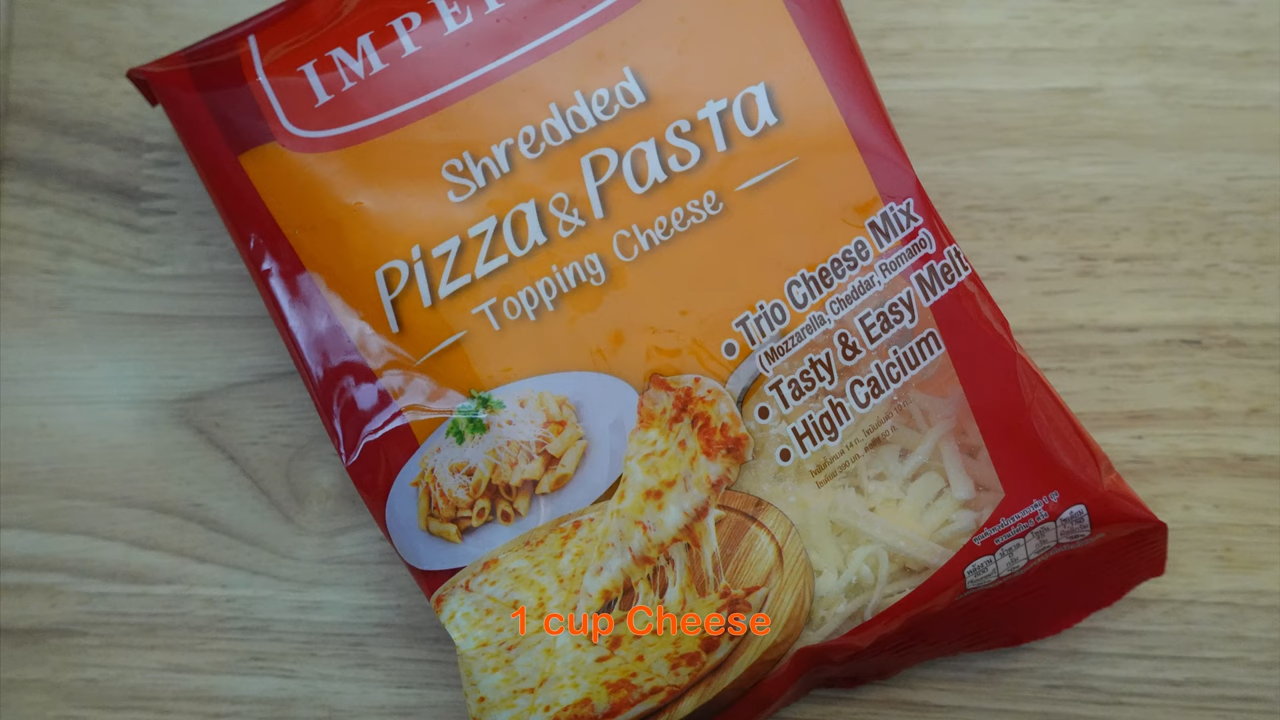 IMPE
Shredded
Pizza & Pasta
Topping Cheese
• Trio Cheese Mix
(Mozzarella, Cheddar, Romano)
• Tasty & Easy Melt
• High Calcium
1 cup Cheese